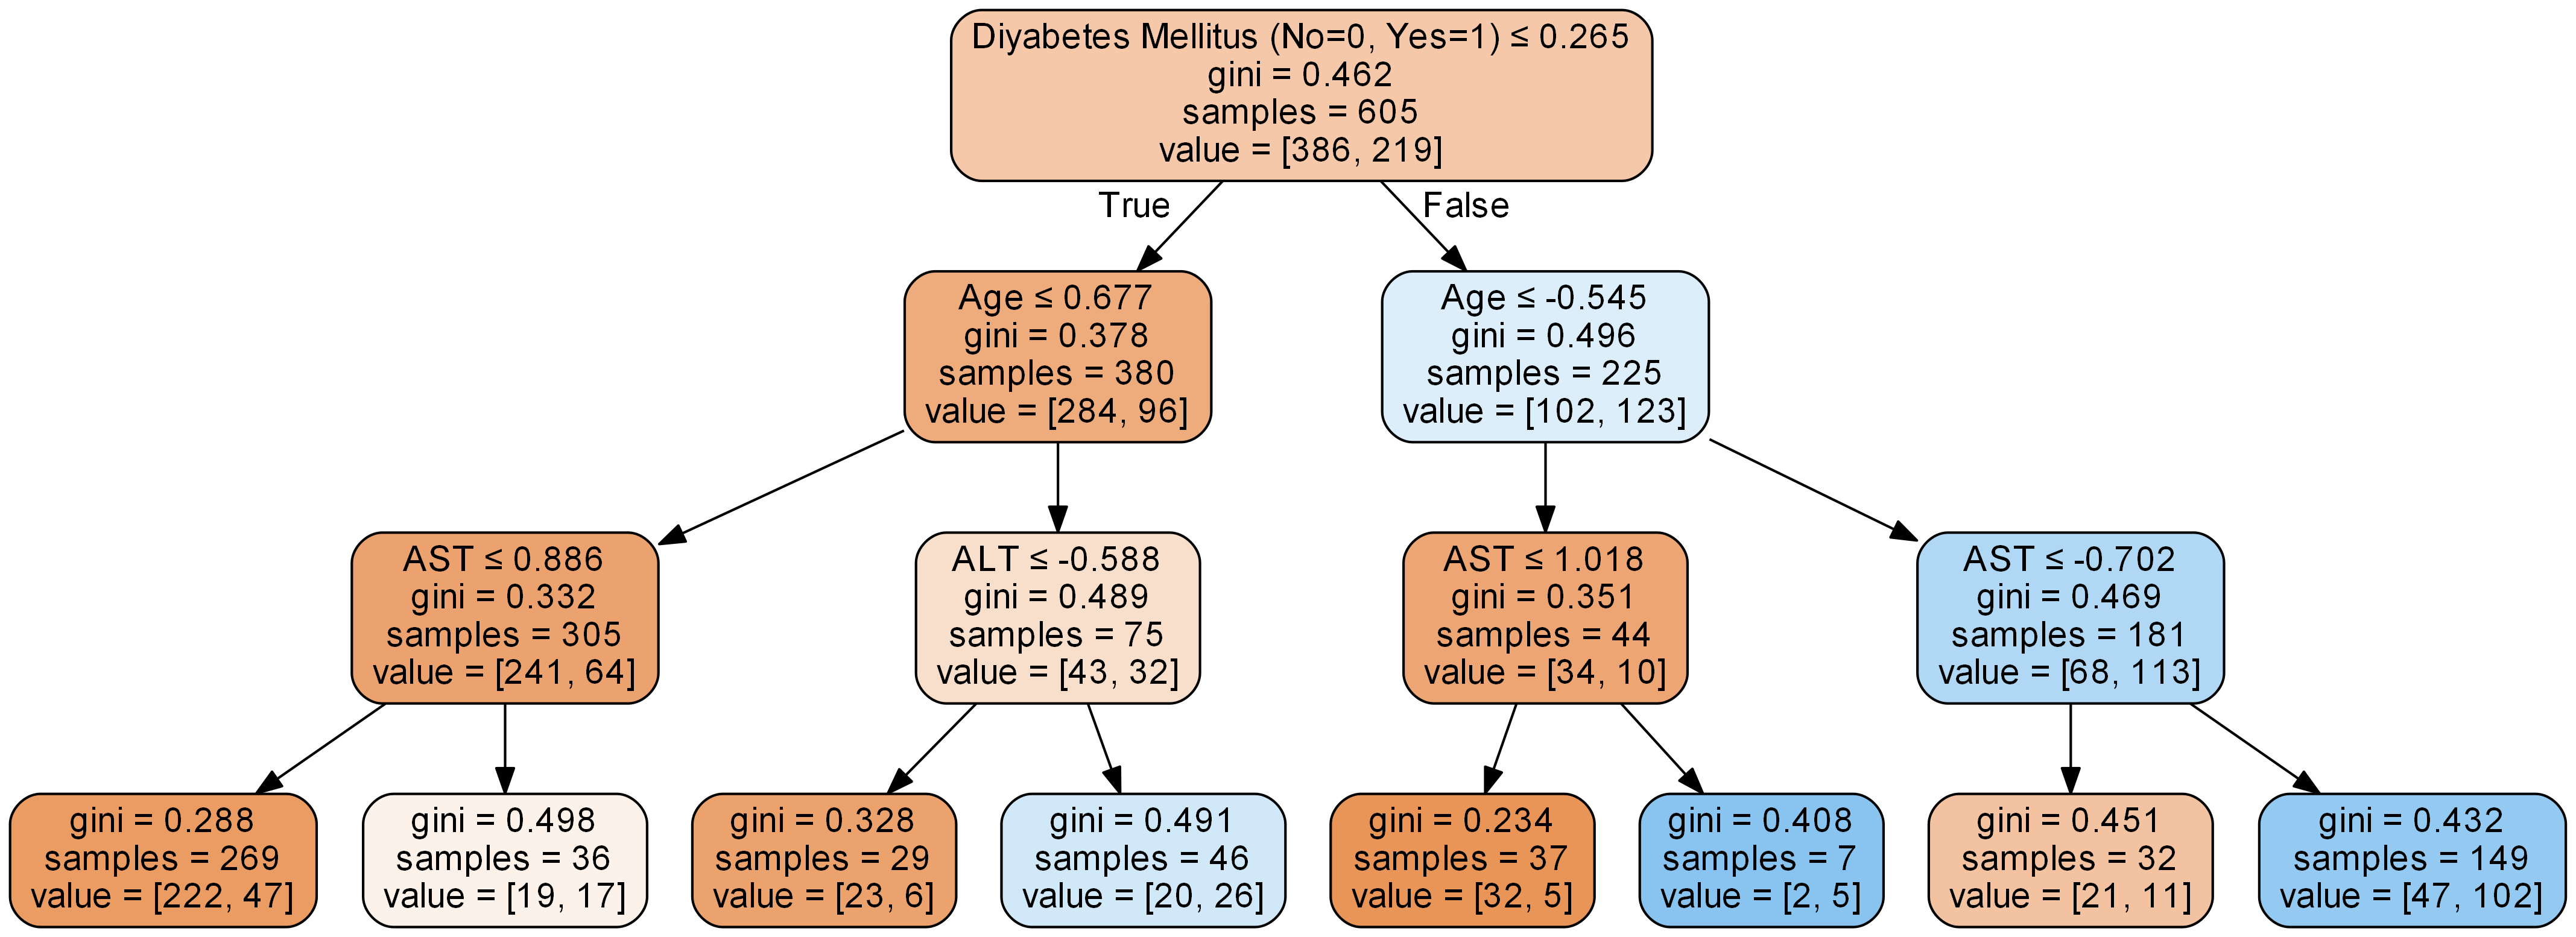 Diyabetes Mellitus (No=0, Yes=1) ≤ 0.265
gini = 0.462
samples = 605
value = [386, 219]
True
False
Age ≤ 0.677
gini = 0.378
samples = 380
value = [284, 96]
Age ≤ -0.545
gini = 0.496
samples = 225
value = [102, 123]
AST ≤ 0.886
gini = 0.332
samples = 305
value = [241, 64]
ALT ≤ -0.588
gini = 0.489
samples = 75
value = [43, 32]
AST ≤ 1.018
gini = 0.351
samples = 44
value = [34, 10]
AST ≤ -0.702
gini = 0.469
samples = 181
value = [68, 113]
gini = 0.288
samples = 269
value = [222, 47]
gini = 0.498
samples = 36
value = [19, 17]
gini = 0.328
samples = 29
value = [23, 6]
gini = 0.491
samples = 46
value = [20, 26]
gini = 0.234
samples = 37
value = [32, 5]
gini = 0.408
samples = 7
value = [2, 5]
gini = 0.451
samples = 32
value = [21, 11]
gini = 0.432
samples = 149
value = [47, 102]